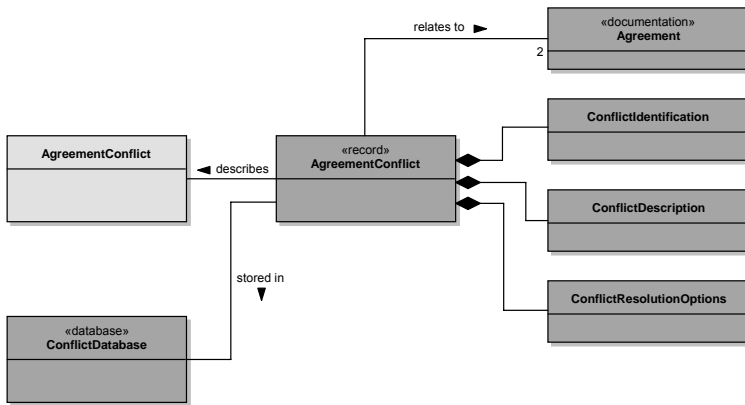 «documentation»
Agreement
relates to
2
ConflictIdentification
AgreementConflict
«record»
AgreementConflict
describes
ConflictDescription
stored in
ConflictResolutionOptions
«database»
ConflictDatabase